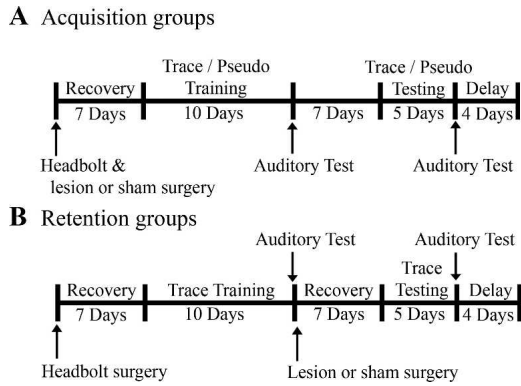 A Acquisition groups
Trace / Pseudo Trace / Pseudo
Recovery Training Testing Delay
7 Days 10 Days 7 Days 5 Days 4 Days
Headbolt & Auditory Test Auditory Test
lesion or sham surgery
B Retention groups
Auditory Test Auditory Test
Trace
Recovery Trace Training Recovery Testing Delay
7 Days 10 Days 7 Days 5 Days 4 Days
Headbolt surgery Lesion or sham surgery